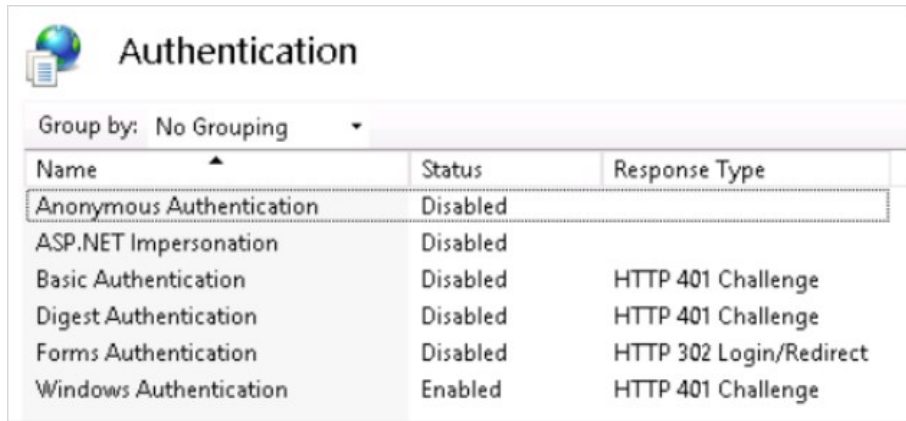 Authentication
Group by: No Grouping
Name Status Response Type
Anonymous Authentication Disabled
ASP.NET Impersonation Disabled
Basic Authentication Disabled HTTP 401 Challenge
Digest Authentication Disabled HTTP 401 Challenge
Forms Authentication Disabled HTTP 302 Login/Redirect
Windows Authentication Enabled HTTP 401 Challenge